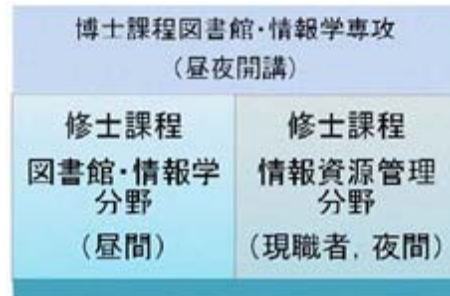 博士課程図書館・情報学専攻
（昼夜開講）
修士課程
図書館・情報学
分野
（昼間）
修士課程
情報資源管理
分野
（現職者，夜間）